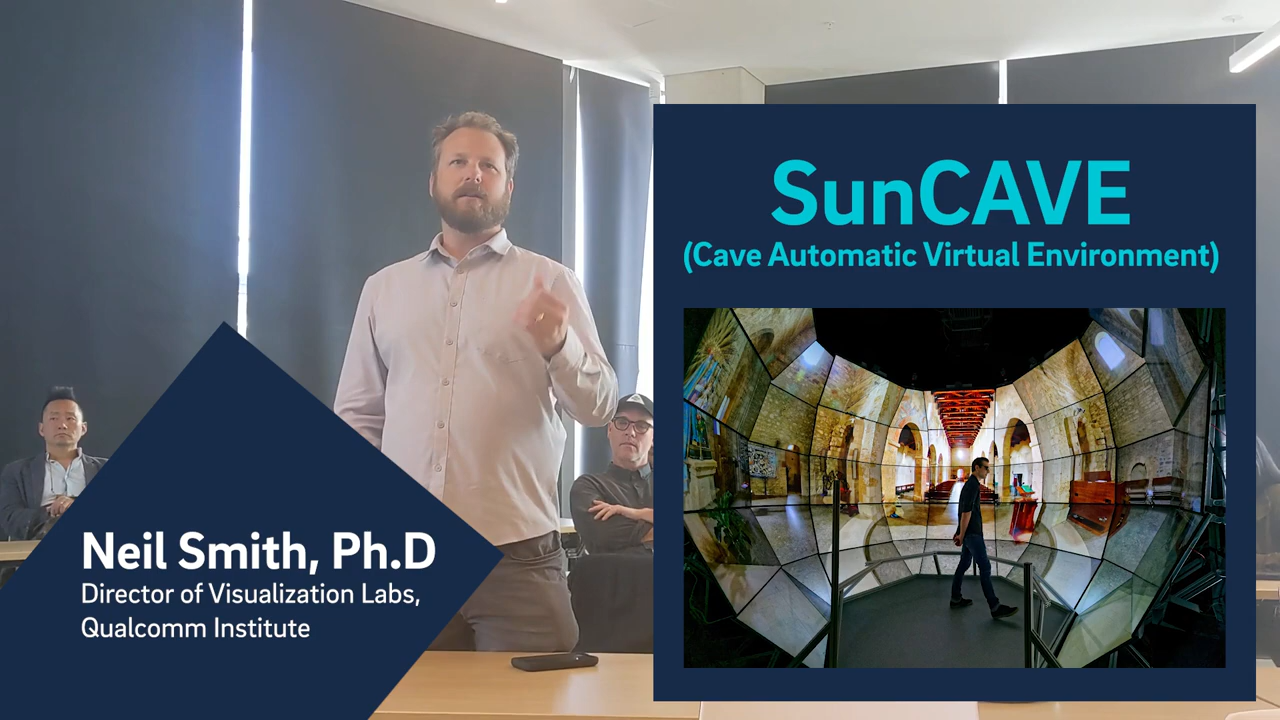 SunCAVE
(Cave Automatic Virtual Environment)
Neil Smith, Ph.D
Director of Visualization Labs,
Qualcomm Institute